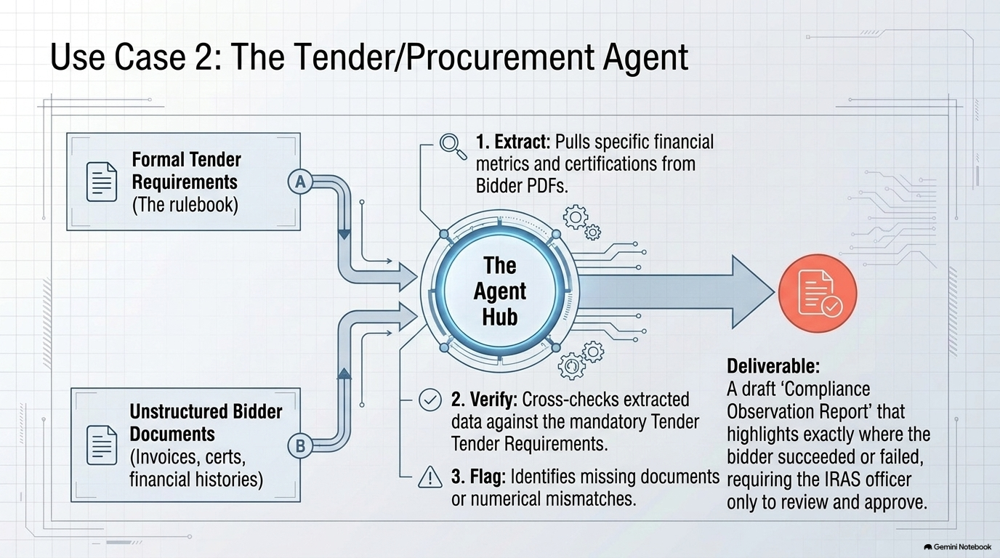 Use Case 2: The Tender/Procurement Agent
Formal Tender
Requirements
(The rulebook)
A
Unstructured Bidder
Documents
(Invoices, certs,
financial histories)
B
1. Extract: Pulls specific financial
metrics and certifications from
Bidder PDFs.
The
Agent
Hub
2. Verify: Cross-checks extracted
data against the mandatory Tender
Tender Requirements.
3. Flag: Identifies missing documents
or numerical mismatches.
Deliverable:
A draft ‘Compliance
Observation Report’ that
highlights exactly where the
bidder succeeded or failed,
requiring the IRAS officer
only to review and approve.
Gemini Notebook